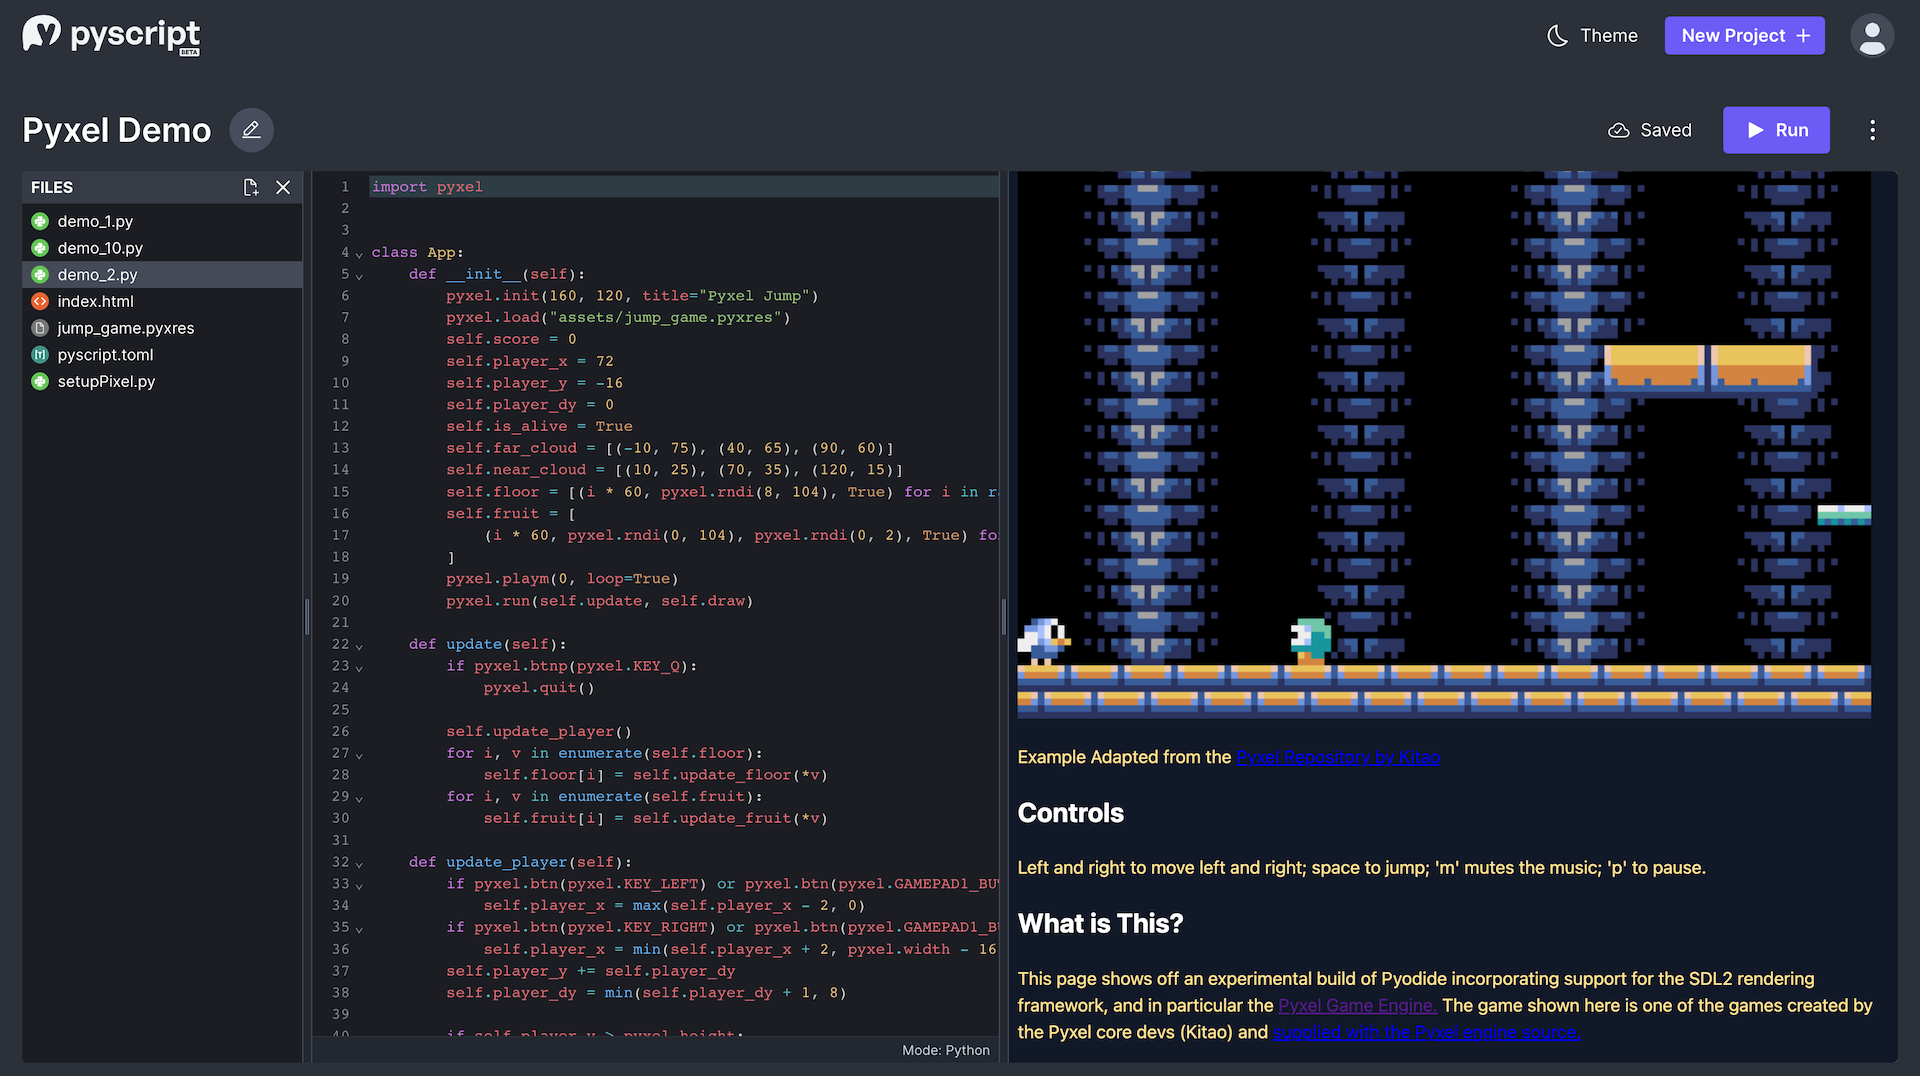 pyscript
BETA
Theme
New Project +
Pyxel Demo
Saved
Run
FILES
demo_1.py
demo_10.py
demo_2.py
index.html
jump_game.pyxres
pyscript.toml
setupPixel.py
1 import pyxel
2
3
4 class App:
5 def __init__(self):
6 pyxel.init(160, 120, title="Pyxel Jump")
7 pyxel.load("assets/jump_game.pyxres")
8 self.score = 0
9 self.player_x = 72
10 self.player_y = -16
11 self.player_dy = 0
12 self.is_alive = True
13 self.far_cloud = [(-10, 75), (40, 65), (90, 60)]
14 self.near_cloud = [(10, 25), (70, 35), (120, 15)]
15 self.floor = [(i * 60, pyxel.rndi(8, 104), True) for i in r
16 self.fruit = [
17 (i * 60, pyxel.rndi(0, 104), pyxel.rndi(0, 2), True) fo
18 ]
19 pyxel.playm(0, loop=True)
20 pyxel.run(self.update, self.draw)
21
22 def update(self):
23 if pyxel.btnp(pyxel.KEY_Q):
24 pyxel.quit()
25
26 self.update_player()
27 for i, v in enumerate(self.floor):
28 self.floor[i] = self.update_floor(*v)
29 for i, v in enumerate(self.fruit):
30 self.fruit[i] = self.update_fruit(*v)
31
32 def update_player(self):
33 if pyxel.btn(pyxel.KEY_LEFT) or pyxel.btn(pyxel.GAMEPAD1_BU
34 self.player_x = max(self.player_x - 2, 0)
35 if pyxel.btn(pyxel.KEY_RIGHT) or pyxel.btn(pyxel.GAMEPAD1_B
36 self.player_x = min(self.player_x + 2, pyxel.width - 16
37 self.player_y += self.player_dy
38 self.player_dy = min(self.player_dy + 1, 8)
39
40 if self.player_y > pyxel.height:
Mode: Python
Example Adapted from the Pyxel Repository by Kitao
Controls
Left and right to move left and right; space to jump; 'm' mutes the music; 'p' to pause.
What is This?
This page shows off an experimental build of Pyodide incorporating support for the SDL2 rendering
framework, and in particular the Pyxel Game Engine. The game shown here is one of the games created by
the Pyxel core devs (Kitao) and supplied with the Pyxel engine source.